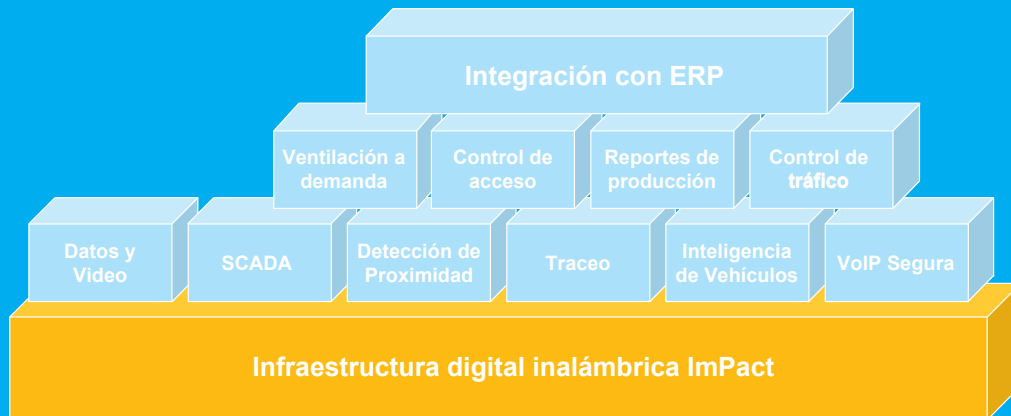 Integración con ERP
Ventilación a
demanda
Control de
acceso
Reportes de
producción
Control de
tráfico
Datos y
Video
SCADA
Detección de
Proximidad
Traceo
Inteligencia
de Vehículos
VoIP Segura
Infraestructura digital inalámbrica ImPact